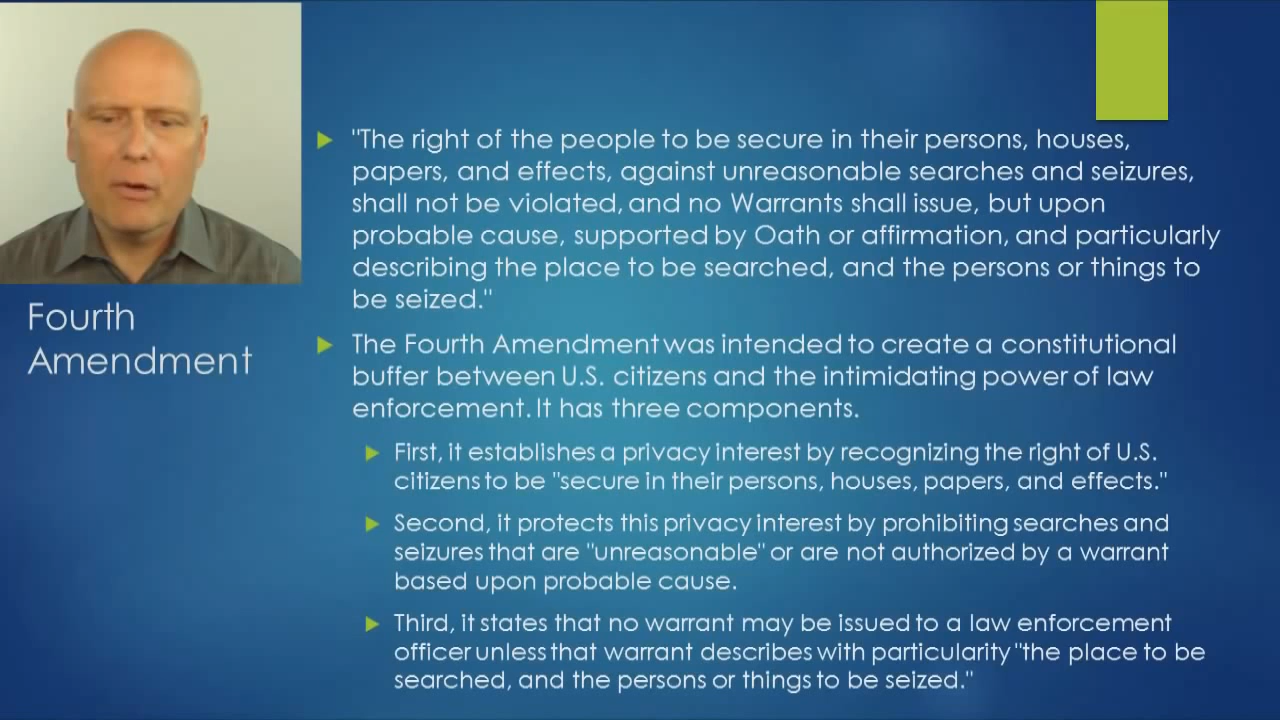 Fourth
Amendment
"The right of the people to be secure in their persons, houses,
papers, and effects, against unreasonable searches and seizures,
shall not be violated, and no Warrants shall issue, but upon
probable cause, supported by Oath or affirmation, and particularly
describing the place to be searched, and the persons or things to
be seized."
The Fourth Amendment was intended to create a constitutional
buffer between U.S. citizens and the intimidating power of law
enforcement. It has three components.
First, it establishes a privacy interest by recognizing the right of U.S.
citizens to be "secure in their persons, houses, papers, and effects."
Second, it protects this privacy interest by prohibiting searches and
seizures that are "unreasonable" or are not authorized by a warrant
based upon probable cause.
Third, it states that no warrant may be issued to a law enforcement
officer unless that warrant describes with particularity "the place to be
searched, and the persons or things to be seized."